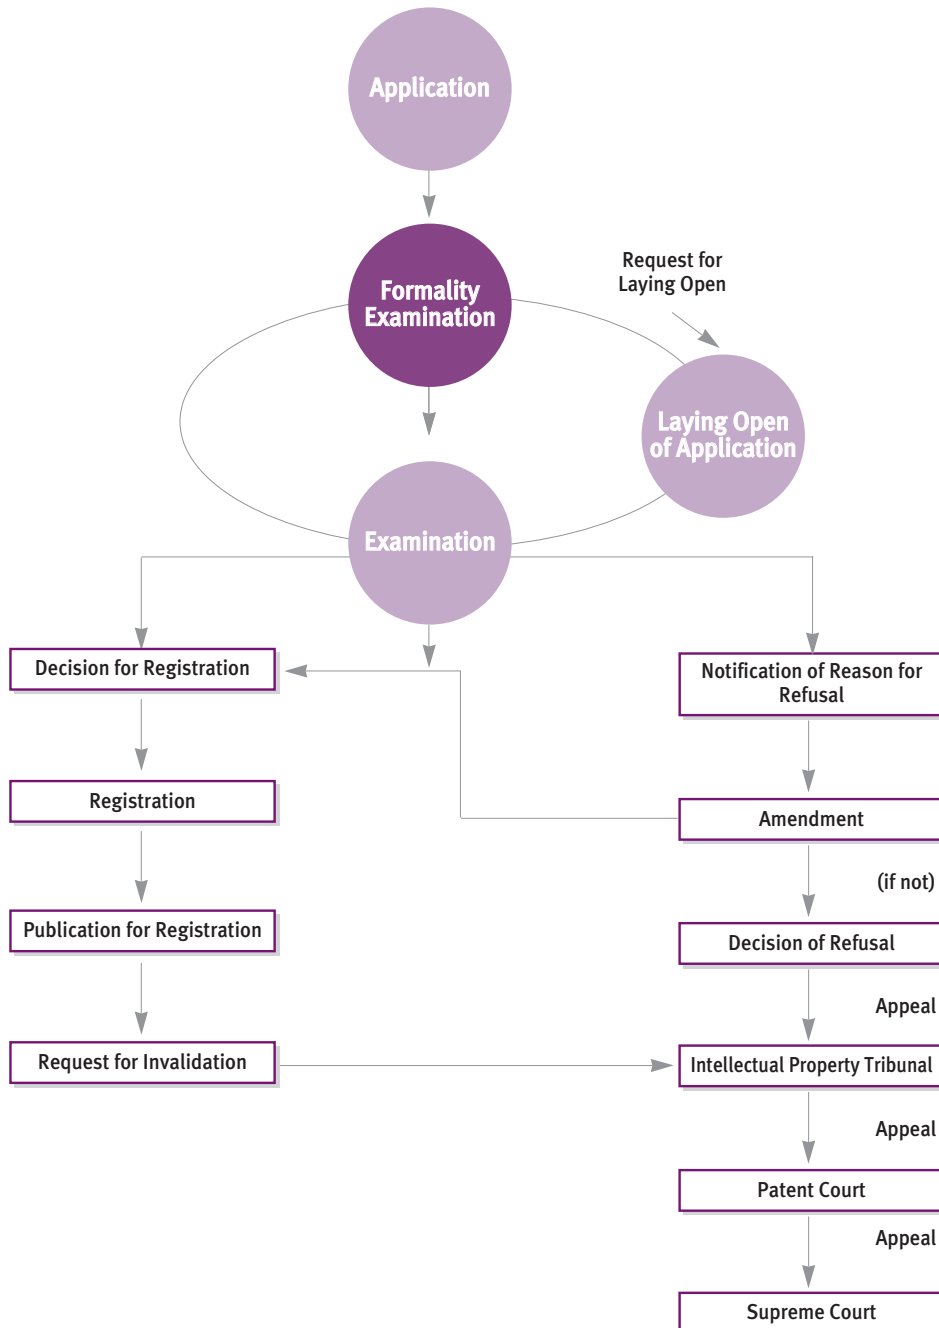 Application
Formality
Examination
Request for
Laying Open
Laying Open
of Application
Examination
Decision for Registration
Notification of Reason for
Refusal
Registration
Amendment
(if not)
Publication for Registration
Decision of Refusal
Appeal
Request for Invalidation
Intellectual Property Tribunal
Appeal
Patent Court
Appeal
Supreme Court